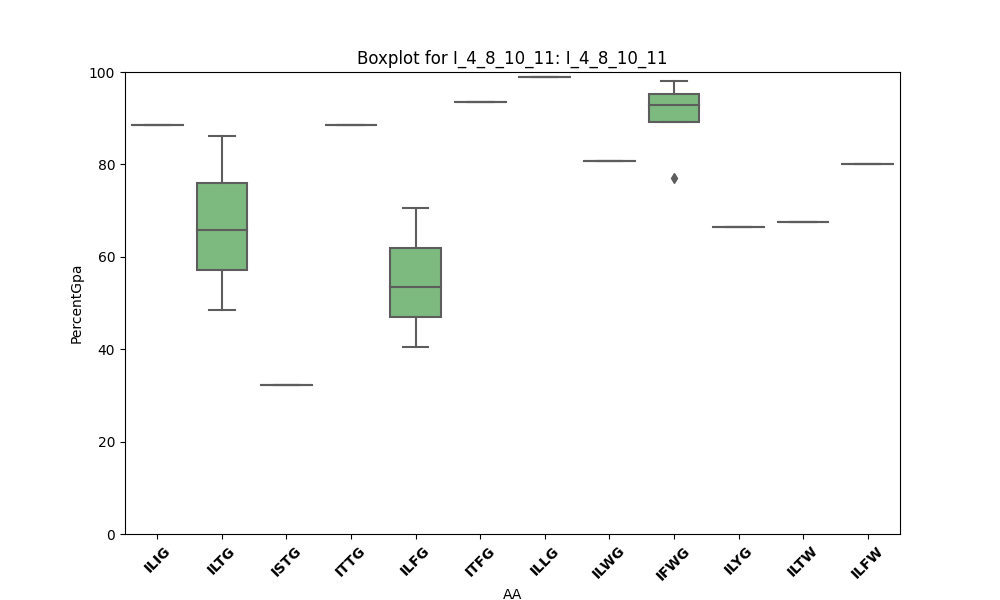 Boxplot for I_4_8_10_11: I_4_8_10_11
100
80
60
40
20
0
PercentGpa
ILIG ILTG ISTG ITTG ILFG ITFG ILLG ILWG IFWG ILYG ILTW ILFW
AA